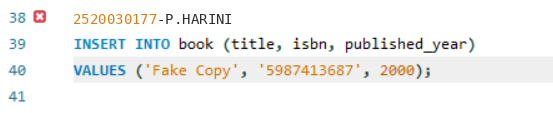 38 2520030177-P.HARINI
39 INSERT INTO book (title, isbn, published_year)
40 VALUES ('Fake Copy', '5987413687', 2000);
41